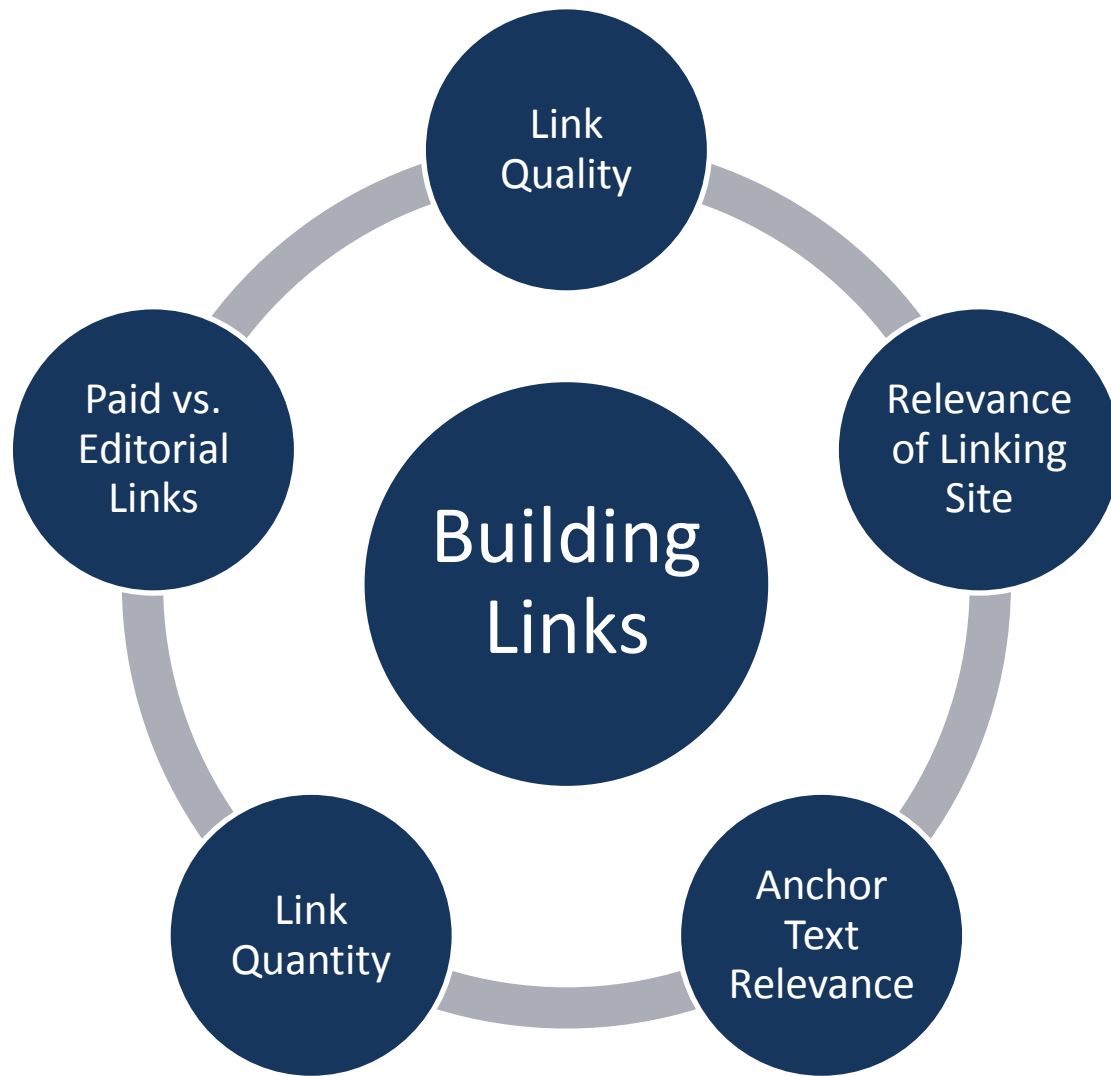 Link
Quality
Paid vs.
Editorial
Links
Relevance
of Linking
Site
Building
Links
Link
Quantity
Anchor
Text
Relevance